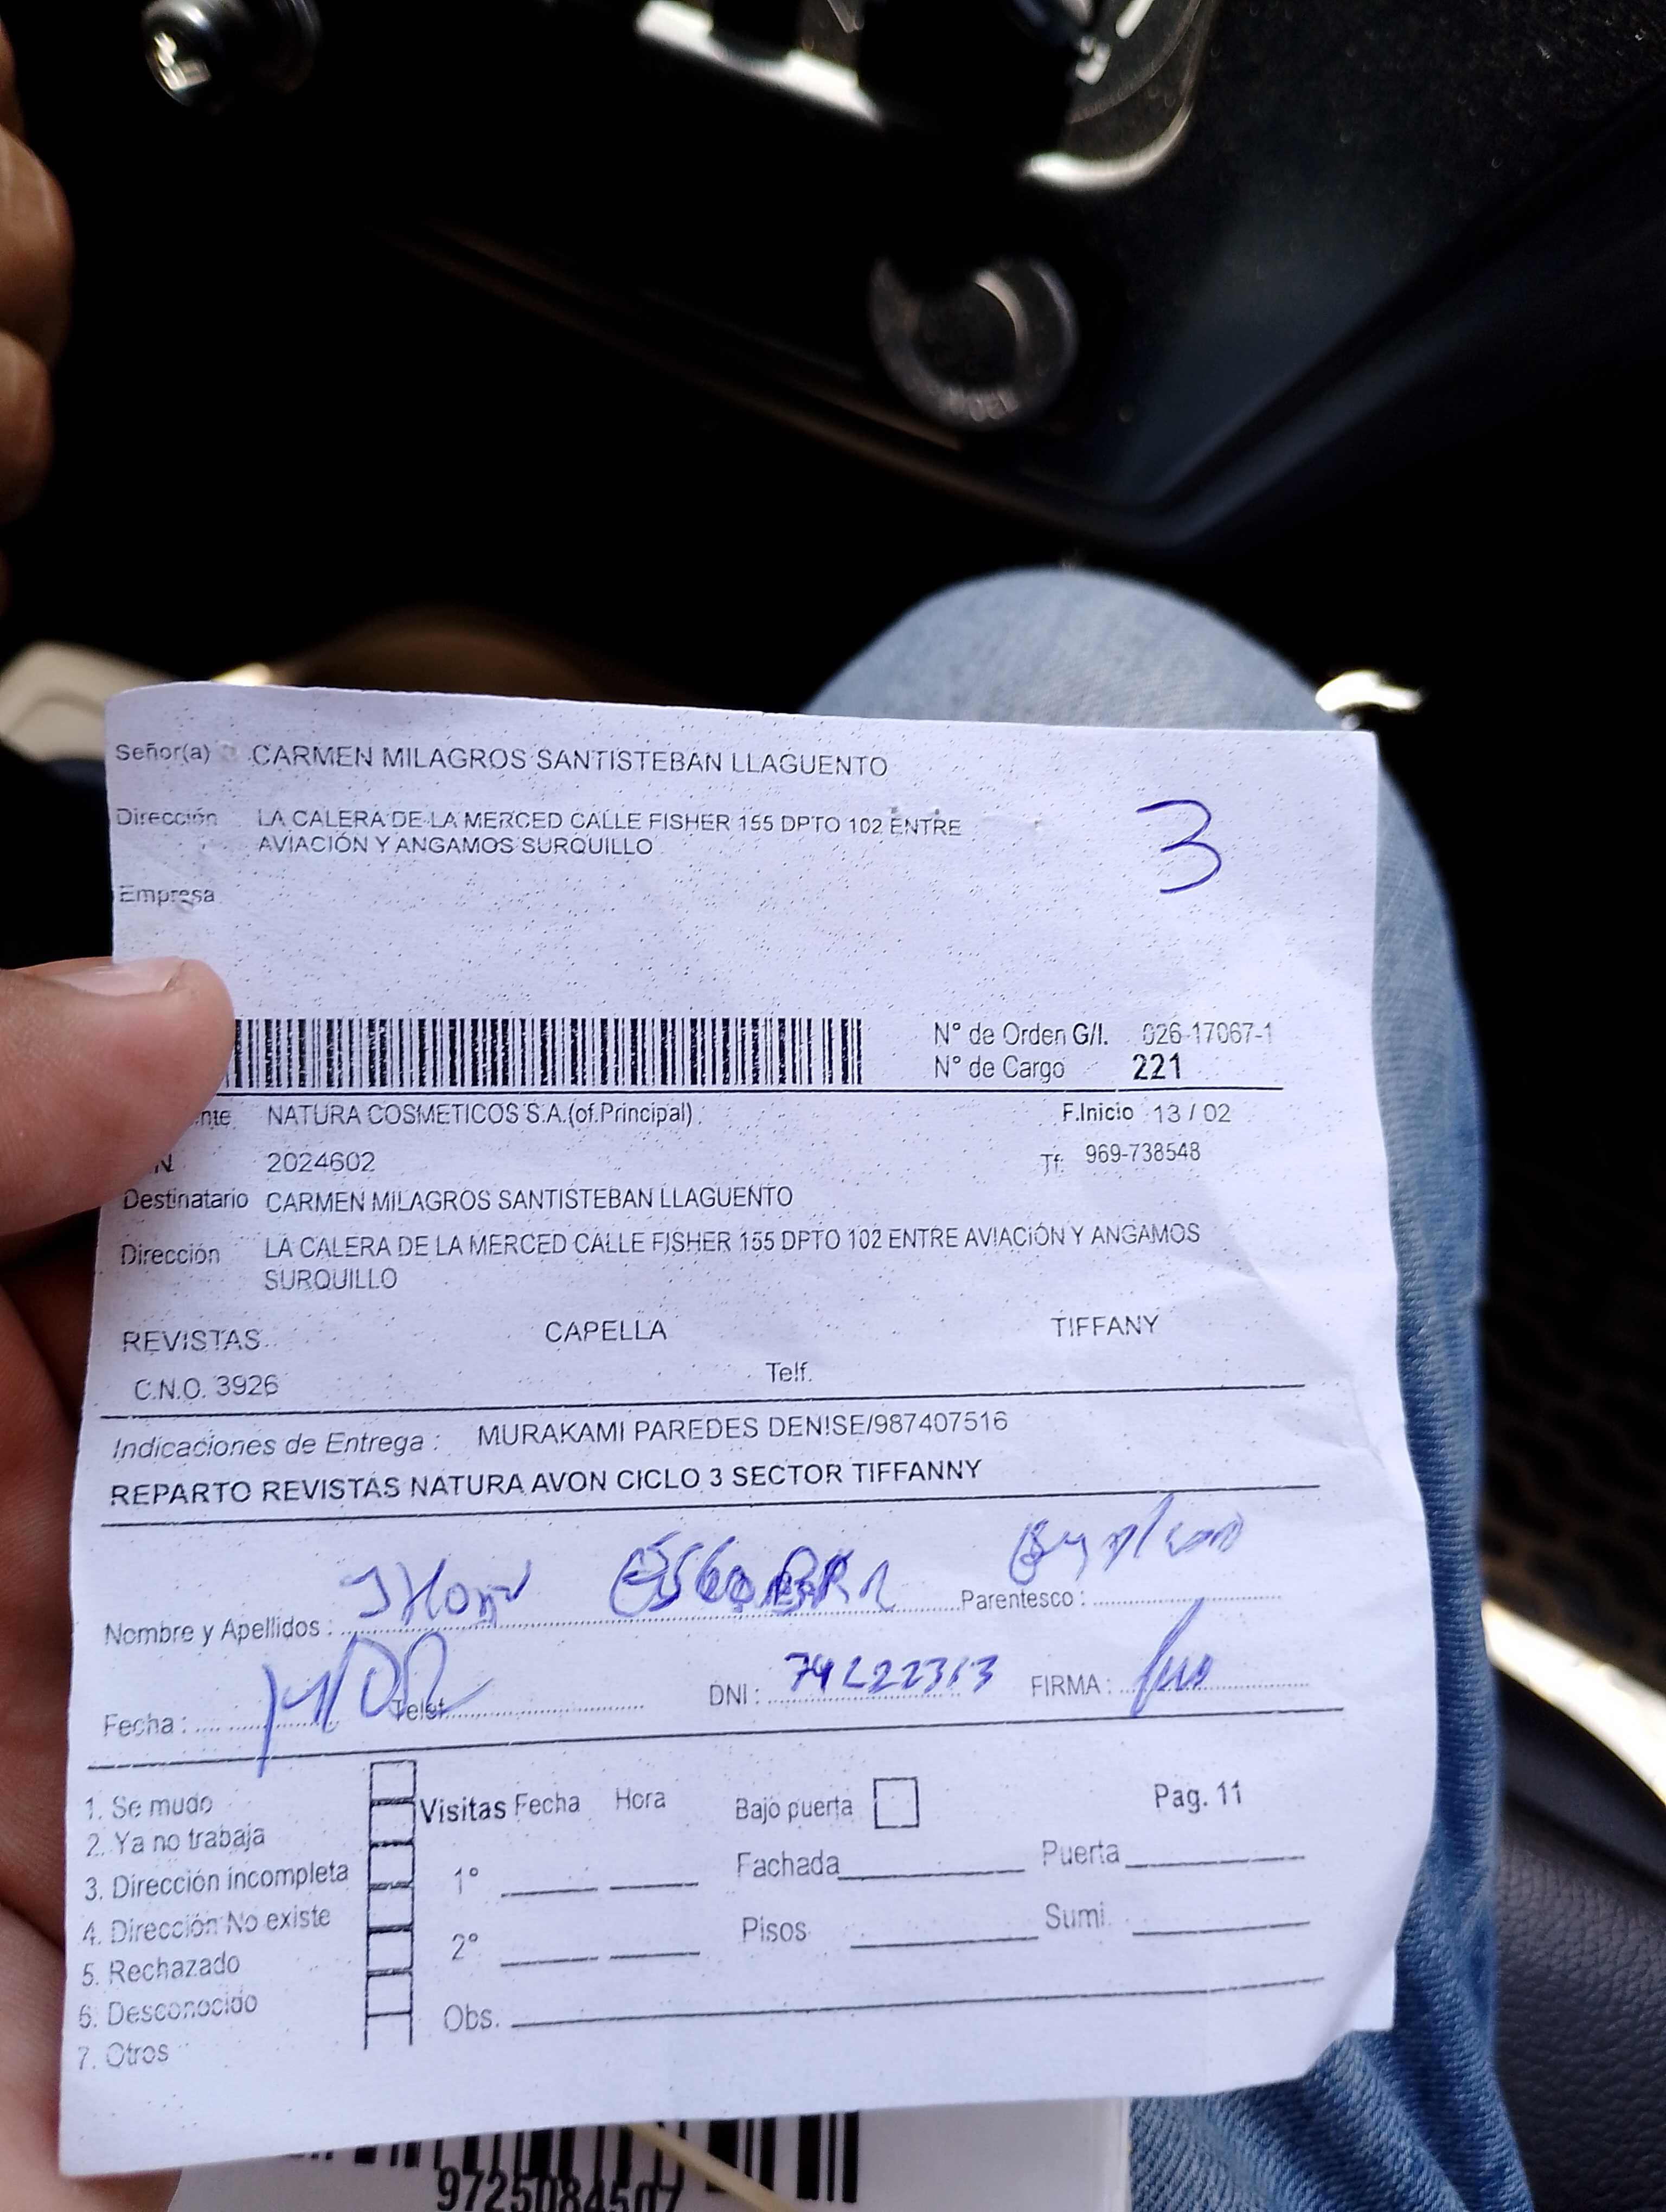 Señor(a) CARMEN MILAGROS SANTISTEBAN LLAGUENTO
Dirección LA CALERA DE LA MERCED CALLE FISHER 155 DPTO 102 ENTRE
AVIACIÓN Y ANGAMOS SURQUILLO
3
Empresa
N° de Orden G/I. 026-17067-1
N° de Cargo 221
nte NATURA COSMETICOS S.A.(of.Principal) F.Inicio 13 / 02
N 2024602 Tf: 969-738548
Destinatario CARMEN MILAGROS SANTISTEBAN LLAGUENTO
Dirección LA CALERA DE LA MERCED CALLE FISHER 155 DPTO 102 ENTRE AVIACIÓN Y ANGAMOS
SURQUILLO
REVISTAS CAPELLA TIFFANY
C.N.O. 3926 Telf.
Indicaciones de Entrega : MURAKAMI PAREDES DENISE/987407516
REPARTO REVISTAS NATURA AVON CICLO 3 SECTOR TIFFANNY
Nombre y Apellidos : JHON ESCOBAR Parentesco :
Fecha : Telef. DNI : 74222313 FIRMA :
1. Se mudo
2. Ya no trabaja
3. Dirección incompleta
4. Dirección No existe
5. Rechazado
6. Desconocido
7. Otros
Visitas Fecha Hora Bajo puerta Pag. 11
1° Fachada Puerta
2° Pisos Sumi.
Obs.
9725084507